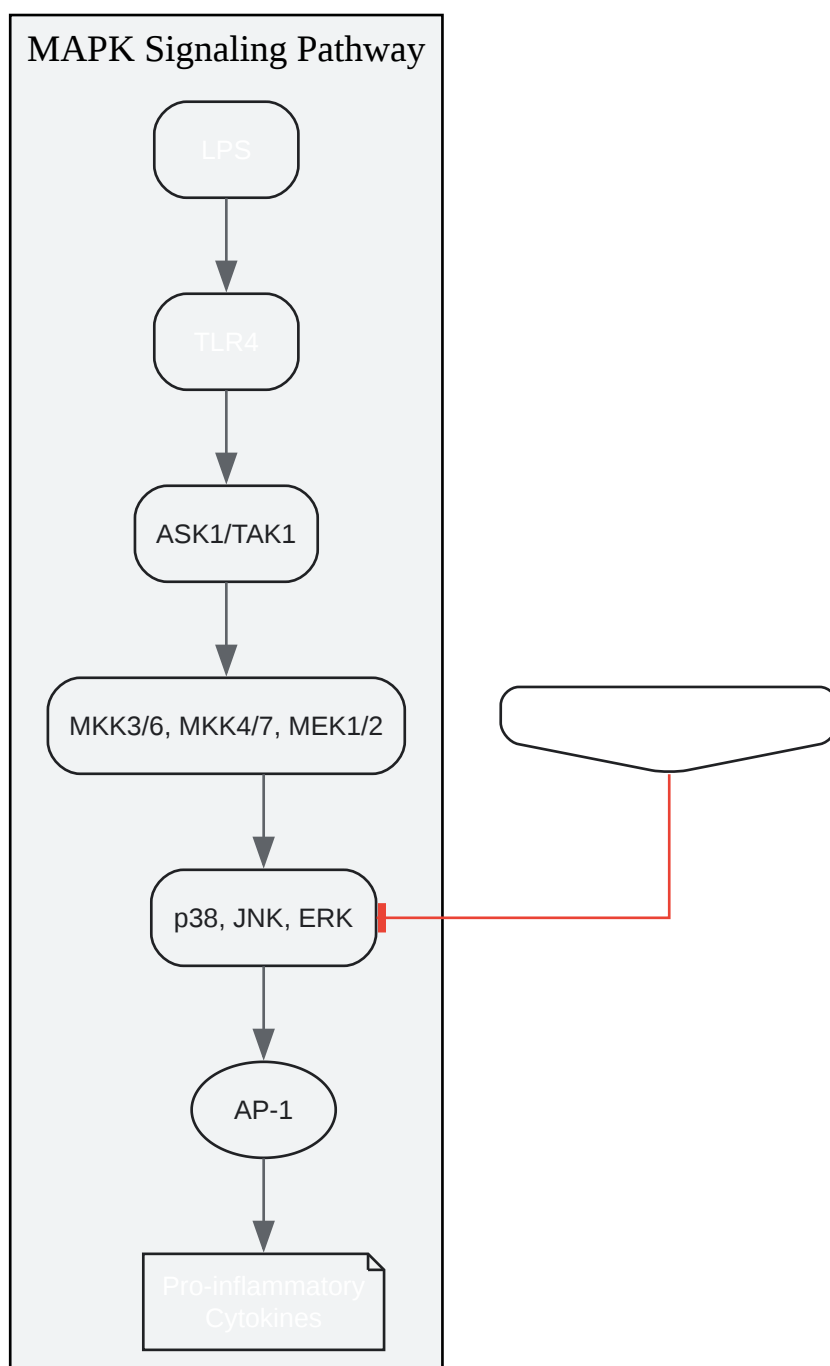 MAPK Signaling Pathway
LPS
TLR4
ASK1/TAK1
MKK3/6, MKK4/7, MEK1/2
p38, JNK, ERK
AP-1
Pro-inflammatory
Cytokines